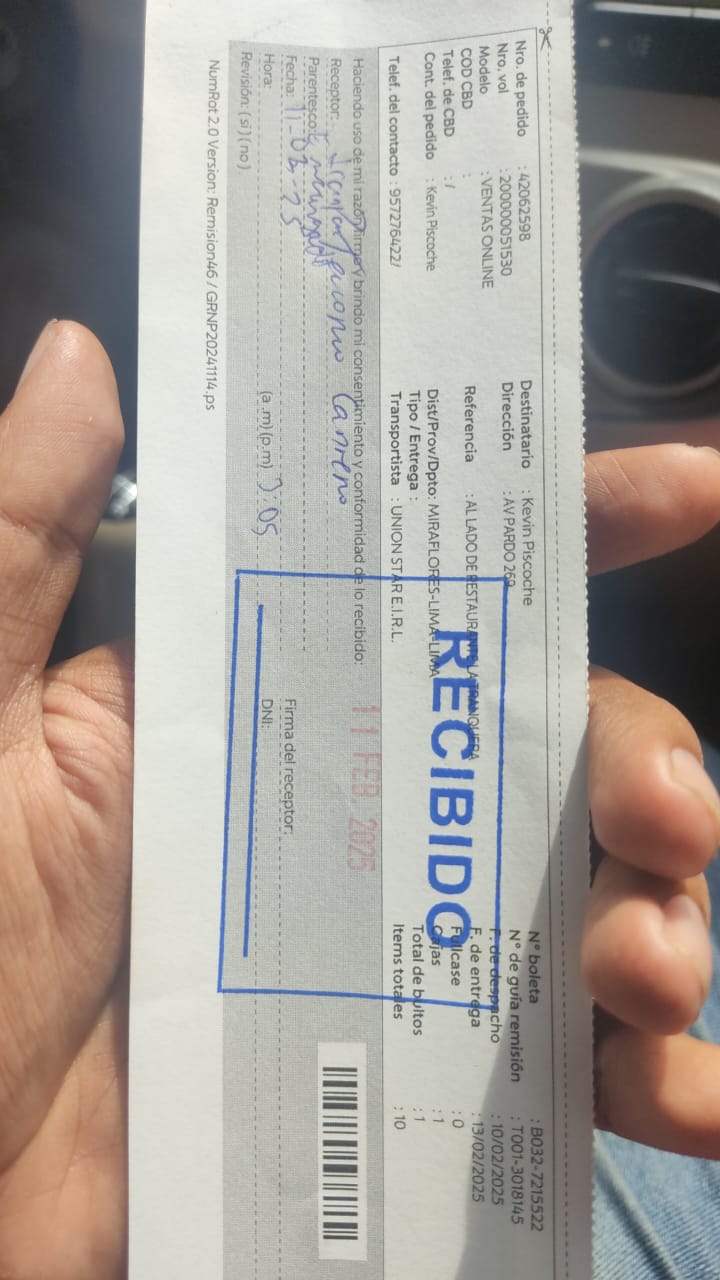 Nro. de pedido : 42062598
Nro. vol : 200000051530
Modelo : VENTAS ONLINE
COD CBD :
Telef. de CBD : /
Cont. del pedido : Kevin Piscoche
Telef. del contacto : 957276422/
Destinatario : Kevin Piscoche
Dirección : AV PARDO 269
Referencia : AL LADO DE RESTAURANTE LA TRANQUERA
Dist/Prov/Dpto: MIRAFLORES-LIMA-LIMA
Tipo / Entrega :
Transportista : UNION STAR E.I.R.L.
N° boleta : B032-7215522
N° de guía remisión : T001-3018145
F. de despacho : 10/02/2025
F. de entrega : 13/02/2025
Fullcase : 0
Cajas : 1
Total de bultos : 1
Items totales : 10
RECIBIDO
11 FEB. 2025
Haciendo uso de mi razón firmo y brindo mi consentimiento y conformidad de lo recibido:
Receptor:
Parentesco:
Fecha: 11-02-25
Hora: (a.m)(p.m) :05
Firma del receptor:
DNI:
Revisión: ( si ) ( no )
NumRat 2.0 Version: Remision46 / GRNP20241114.ps